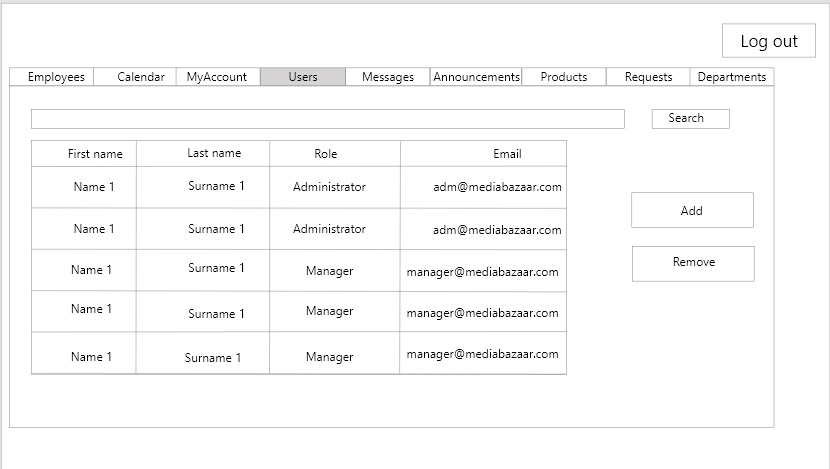 Log out
Employees Calendar MyAccount Users Messages Announcements Products Requests Departments
Search
First name Last name Role Email
Name 1 Surname 1 Administrator adm@mediabazaar.com
Name 1 Surname 1 Administrator adm@mediabazaar.com
Name 1 Surname 1 Manager manager@mediabazaar.com
Name 1 Surname 1 Manager manager@mediabazaar.com
Name 1 Surname 1 Manager manager@mediabazaar.com
Add
Remove